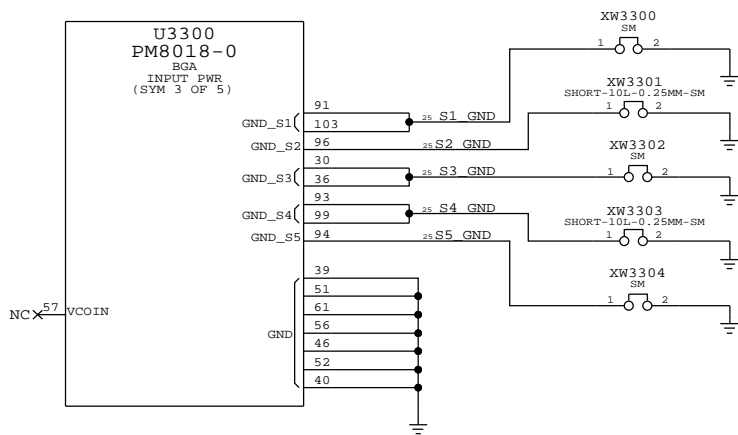 U3300
PM8018-0
BGA
INPUT PWR
(SYM 3 OF 5)
XW3300
SM
1 2
XW3301
SHORT-10L-0.25MM-SM
1 2
GND_S1 91 25 S1_GND
103
GND_S2 96 25 S2_GND
XW3302
SM
1 2
30
GND_S3 36 25 S3_GND
93
GND_S4 99 25 S4_GND
XW3303
SHORT-10L-0.25MM-SM
1 2
GND_S5 94 25 S5_GND
XW3304
SM
1 2
NC 57 VCOIN
GND
39
51
61
56
46
52
40